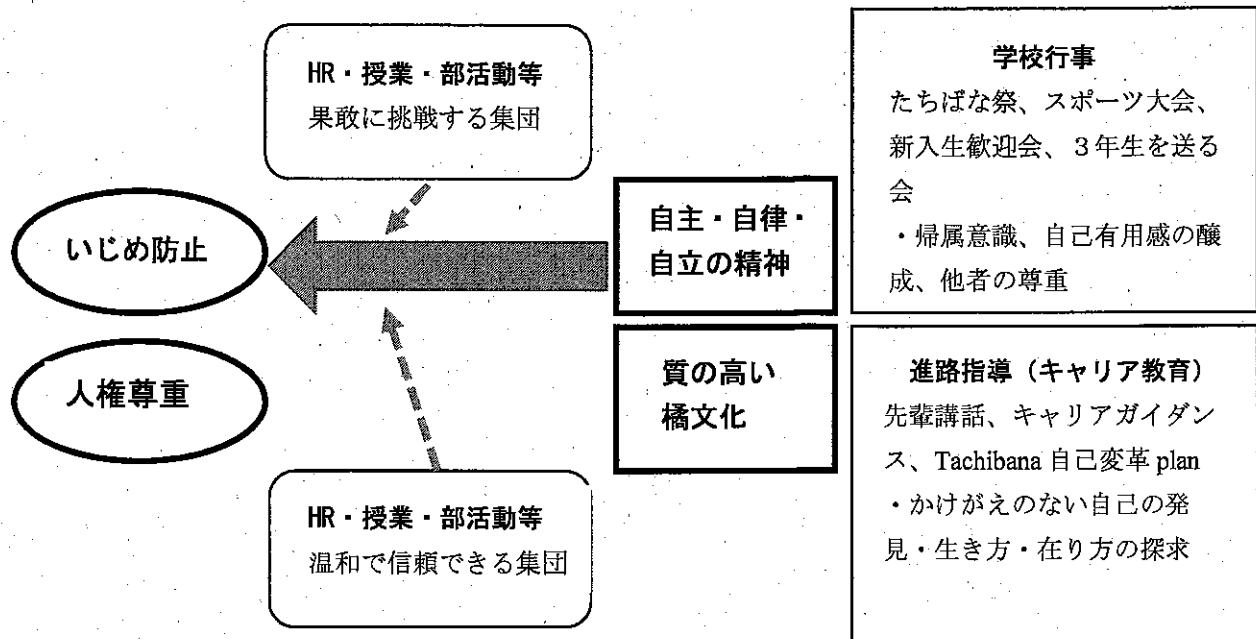 HR・授業・部活動等
果敢に挑戦する集団
いじめ防止
人権尊重
HR・授業・部活動等
温和で信頼できる集団
自主・自律・
自立の精神
質の高い
橘文化
学校行事
たちばな祭、スポーツ大会、
新入生歓迎会、３年生を送る
会
・帰属意識、自己有用感の醸
成、他者の尊重
進路指導（キャリア教育）
先輩講話、キャリアガイダン
ス、Tachibana 自己変革 plan
・かけがえのない自己の発
見・生き方・在り方の探求